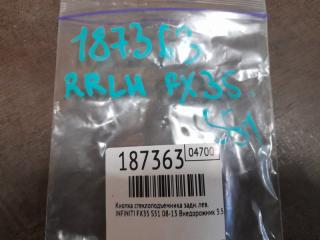 187363
RRLH FX35
S51
187363 04700
Кнопка стеклоподъемника задн. лев.
INFINITI FX35 S51 08-13 Внедорожник 3.5